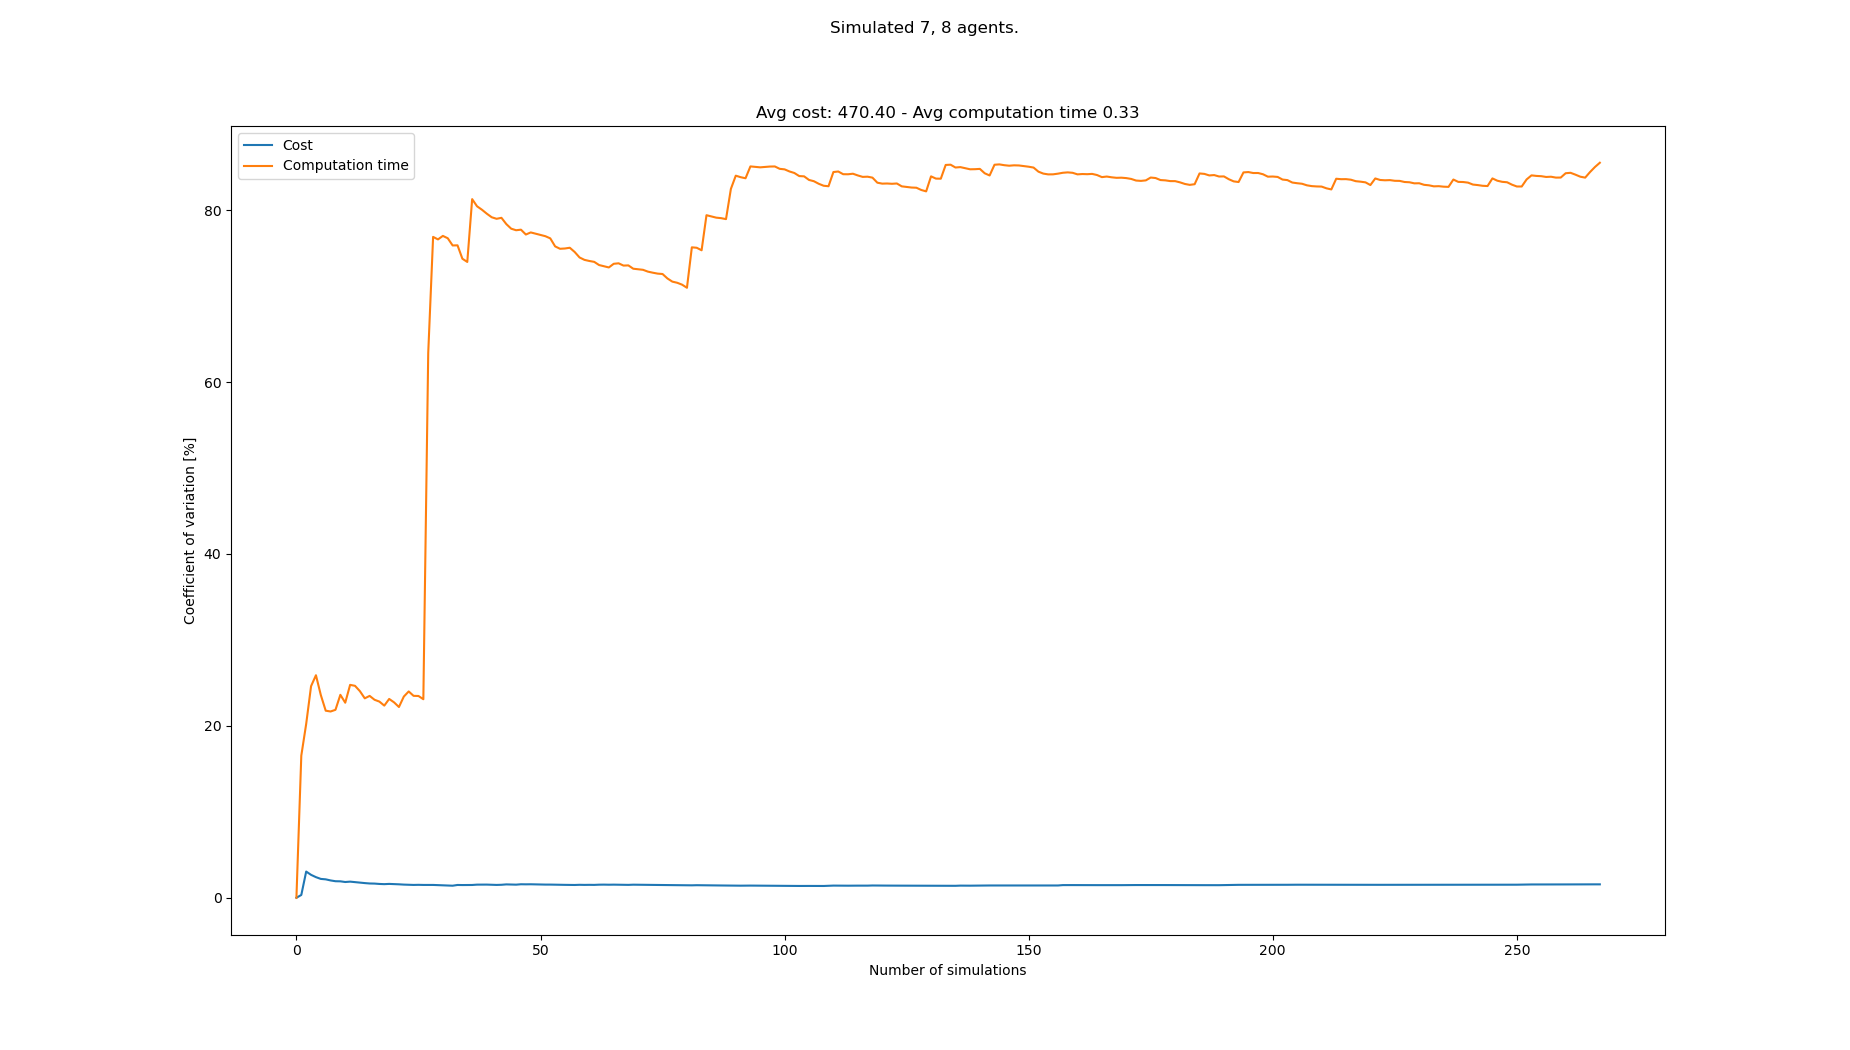 Simulated 7, 8 agents.
Avg cost: 470.40 - Avg computation time 0.33
Cost
Computation time
80
60
40
20
0
Coefficient of variation [%]
0 50 100 150 200 250
Number of simulations